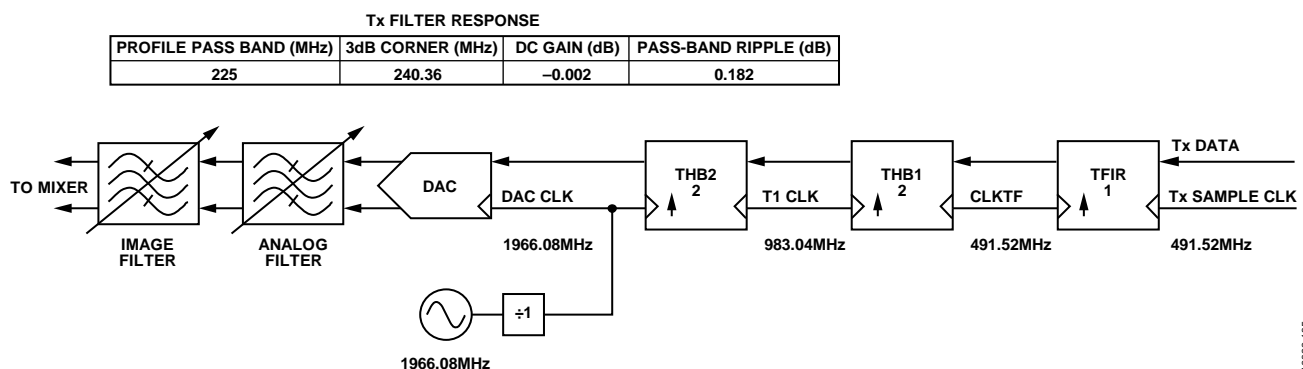 Tx FILTER RESPONSE
PROFILE PASS BAND (MHz) 3dB CORNER (MHz) DC GAIN (dB) PASS-BAND RIPPLE (dB)
225 240.36 –0.002 0.182
TO MIXER
IMAGE
FILTER
ANALOG
FILTER
DAC
DAC CLK
1966.08MHz
÷1
1966.08MHz
THB2
2
T1 CLK
983.04MHz
THB1
2
CLKTF
491.52MHz
TFIR
1
Tx DATA
Tx SAMPLE CLK
491.52MHz